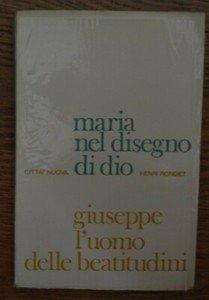 maria
nel disegno
di dio
CITTA' NUOVA HENRI RONDET
giuseppe
l'uomo
delle beatitudini